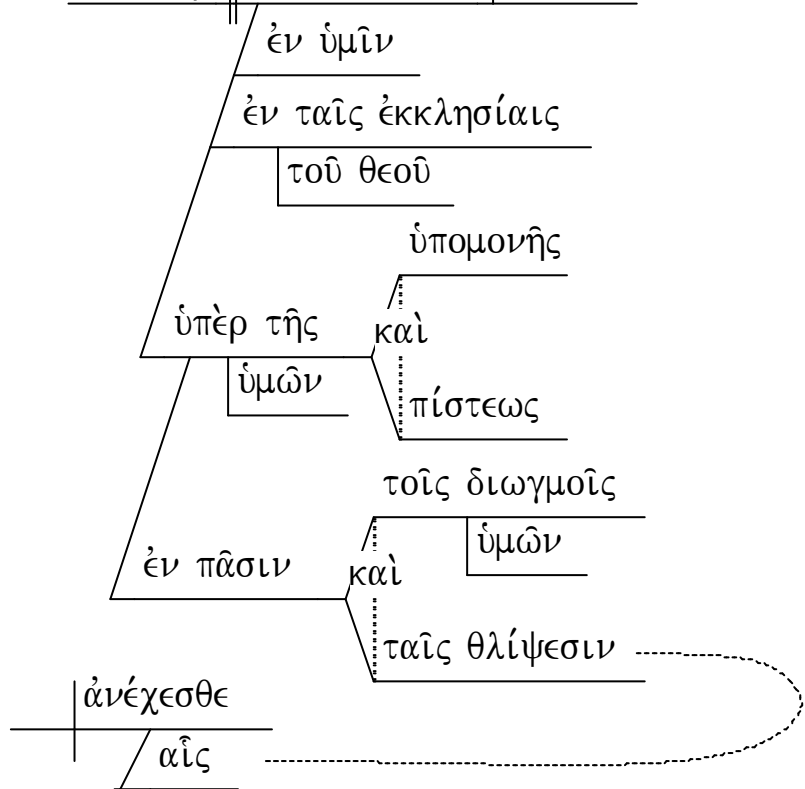 ἐν ὑμῖν
ἐν ταῖς ἐκκλησίαις
τοῦ θεοῦ
ὑπομονῆς
ὑπὲρ τῆς
καὶ
ὑμῶν
πίστεως
τοῖς διωγμοῖς
ὑμῶν
ἐν πᾶσιν
καὶ
ταῖς θλίψεσιν
ἀνέχεσθε
αἷς